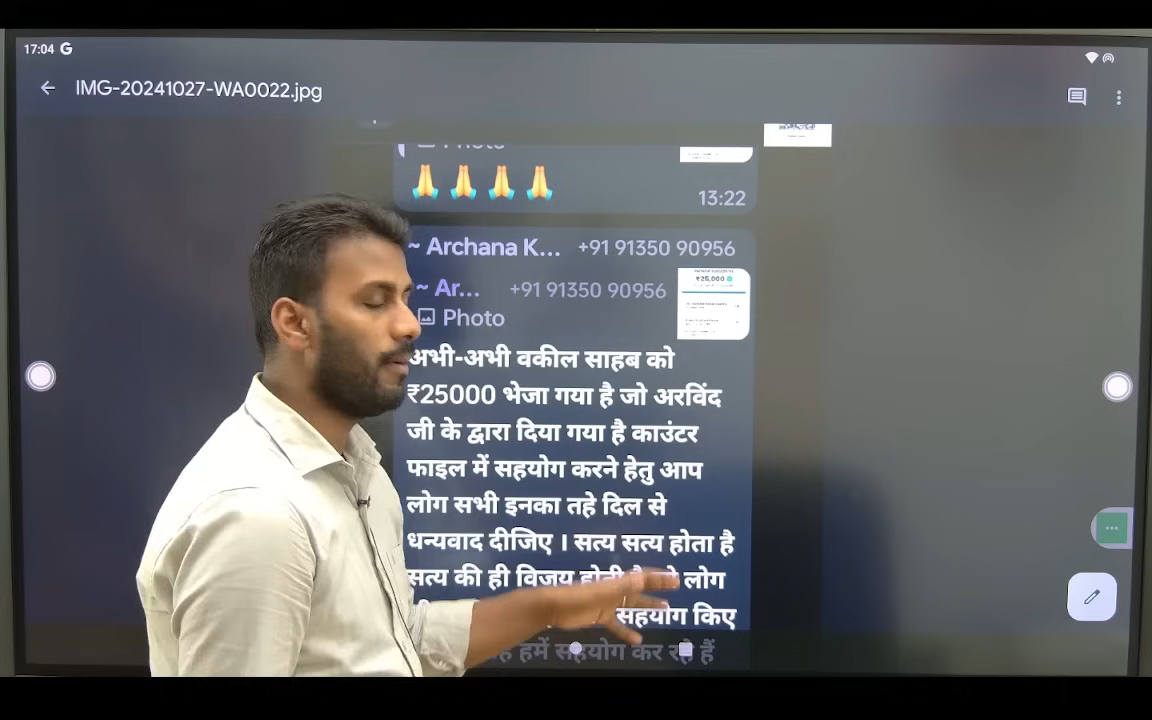 17:04 G
IMG-20241027-WA0022.jpg
Photo
🙏 🙏 🙏 🙏
13:22
~ Archana K... +91 91350 90956
₹25,000
~ Ar... +91 91350 90956
Photo
अभी-अभी वकील साहब को
₹25000 भेजा गया है जो अरविंद
जी के द्वारा दिया गया है काउंटर
फाइल में सहयोग करने हेतु आप
लोग सभी इनका तहे दिल से
धन्यवाद दीजिए । सत्य सत्य होता है
सत्य की ही विजय होती लोग
सहयोग किए
हमें सहयोग कर रहे हैं